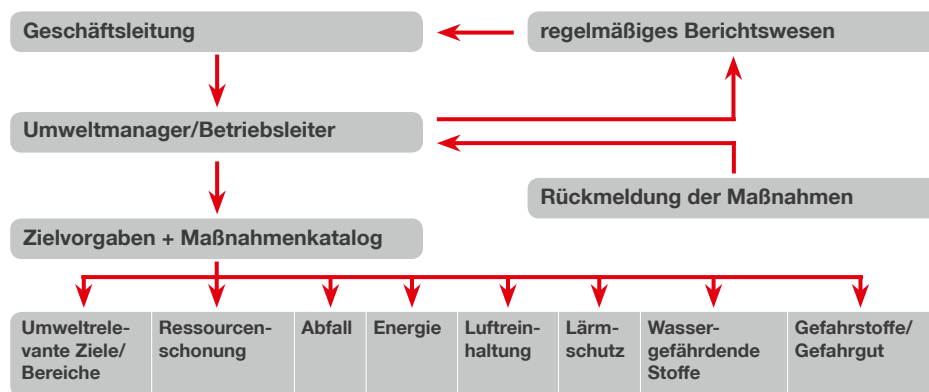 Geschäftsleitung
regelmäßiges Berichtswesen
Umweltmanager/Betriebsleiter
Rückmeldung der Maßnahmen
Zielvorgaben + Maßnahmenkatalog
Umweltrele-
vante Ziele/
Bereiche
Ressourcen-
schonung
Abfall
Energie
Luftrein-
haltung
Lärm-
schutz
Wasser-
gefährdende
Stoffe
Gefahrstoffe/
Gefahrgut